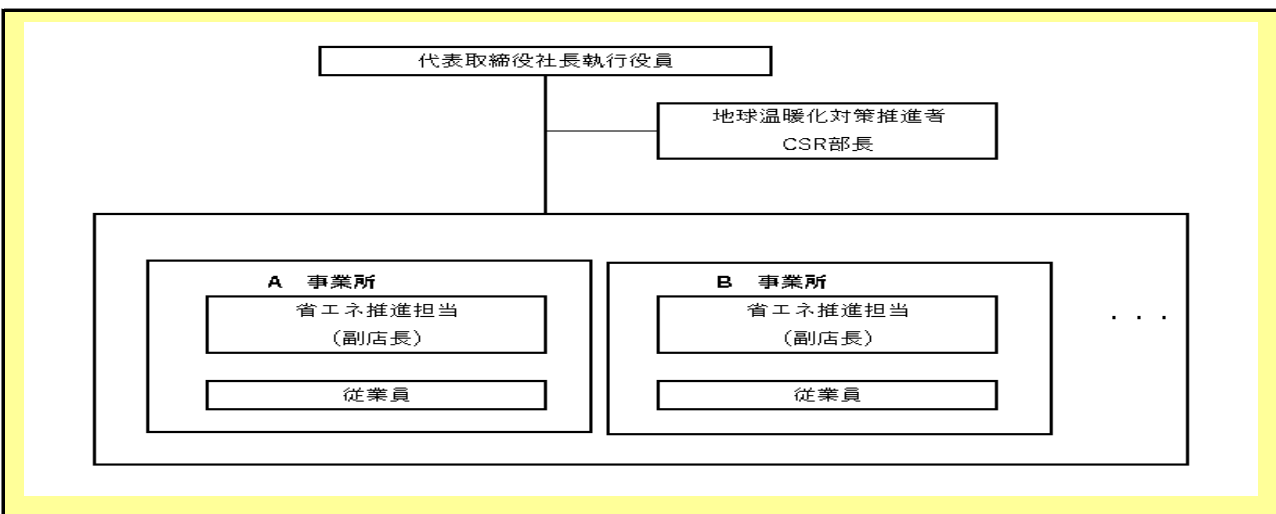 代表取締役社長執行役員
地球温暖化対策推進者
CSR部長
A 事業所
省エネ推進担当
(副店長)
従業員
B 事業所
省エネ推進担当
(副店長)
従業員
・・・